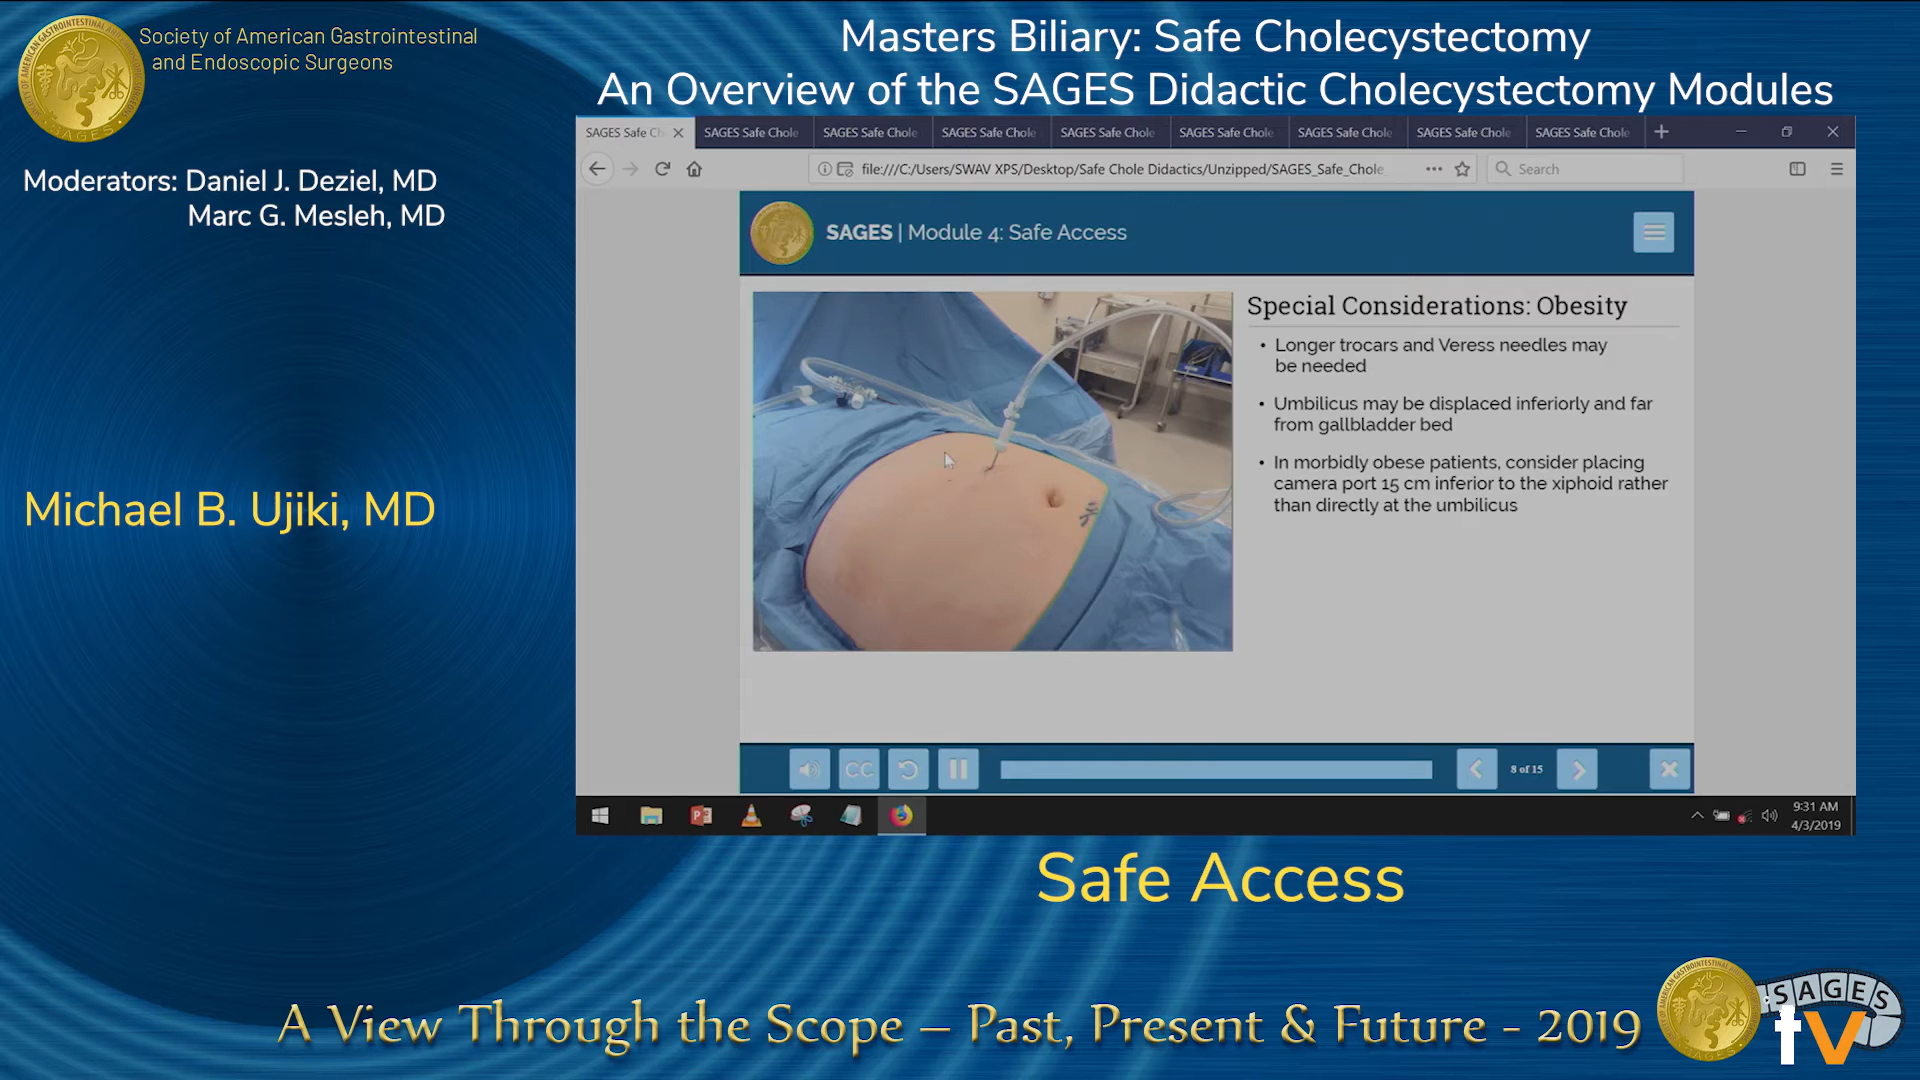 Society of American Gastrointestinal
and Endoscopic Surgeons
Masters Biliary: Safe Cholecystectomy
An Overview of the SAGES Didactic Cholecystectomy Modules
Moderators: Daniel J. Deziel, MD
Marc G. Mesleh, MD
Michael B. Ujiki, MD
SAGES Safe Ch
SAGES Safe Chole
SAGES Safe Chole
SAGES Safe Chole
SAGES Safe Chole
SAGES Safe Chole
SAGES Safe Chole
SAGES Safe Chole
SAGES Safe Chole
file:///C:/Users/SWAV XPS/Desktop/Safe Chole Didactics/Unzipped/SAGES_Safe_Chole_
Search
SAGES | Module 4: Safe Access
Special Considerations: Obesity
• Longer trocars and Veress needles may
be needed
• Umbilicus may be displaced inferiorly and far
from gallbladder bed
• In morbidly obese patients, consider placing
camera port 15 cm inferior to the xiphoid rather
than directly at the umbilicus
CC
8 of 15
9:31 AM
4/3/2019
Safe Access
A View Through the Scope – Past, Present & Future - 2019
SAGES
tv